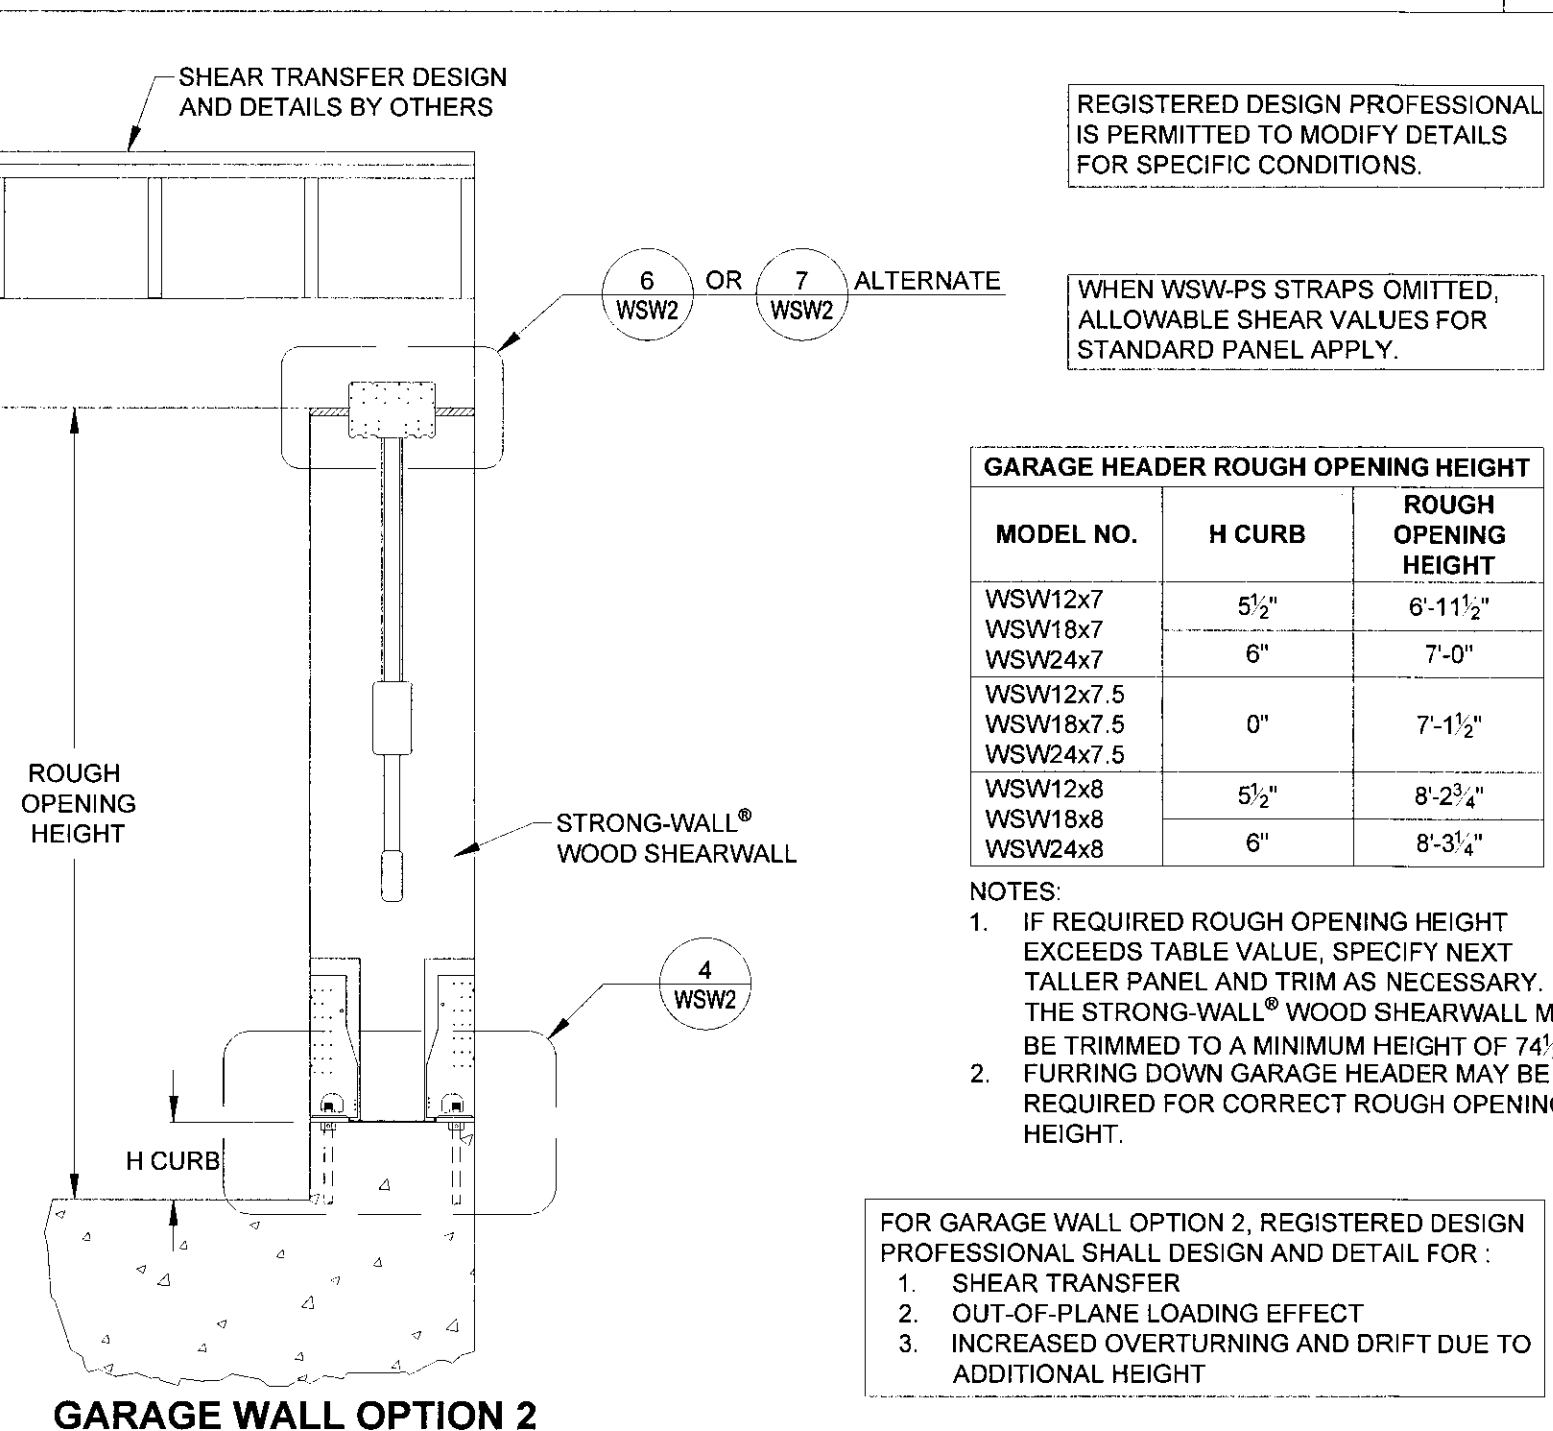 SHEAR TRANSFER DESIGN
AND DETAILS BY OTHERS
REGISTERED DESIGN PROFESSIONAL
IS PERMITTED TO MODIFY DETAILS
FOR SPECIFIC CONDITIONS.
6 OR 7 ALTERNATE
WSW2 WSW2
WHEN WSW-PS STRAPS OMITTED,
ALLOWABLE SHEAR VALUES FOR
STANDARD PANEL APPLY.
GARAGE HEADER ROUGH OPENING HEIGHT
MODEL NO. H CURB ROUGH
OPENING
HEIGHT
WSW12x7 5½" 6'-11½"
WSW18x7
WSW24x7 6" 7'-0"
WSW12x7.5
WSW18x7.5 0" 7'-1½"
WSW24x7.5
WSW12x8 5½" 8'-2¾"
WSW18x8
WSW24x8 6" 8'-3¼"
ROUGH
OPENING
HEIGHT
STRONG-WALL®
WOOD SHEARWALL
4
WSW2
H CURB
NOTES:
1. IF REQUIRED ROUGH OPENING HEIGHT
EXCEEDS TABLE VALUE, SPECIFY NEXT
TALLER PANEL AND TRIM AS NECESSARY.
THE STRONG-WALL® WOOD SHEARWALL
BE TRIMMED TO A MINIMUM HEIGHT OF
2. FURRING DOWN GARAGE HEADER MAY BE
REQUIRED FOR CORRECT ROUGH OPENING
HEIGHT.
FOR GARAGE WALL OPTION 2, REGISTERED DESIGN
PROFESSIONAL SHALL DESIGN AND DETAIL FOR :
1. SHEAR TRANSFER
2. OUT-OF-PLANE LOADING EFFECT
3. INCREASED OVERTURNING AND DRIFT DUE TO
ADDITIONAL HEIGHT
GARAGE WALL OPTION 2